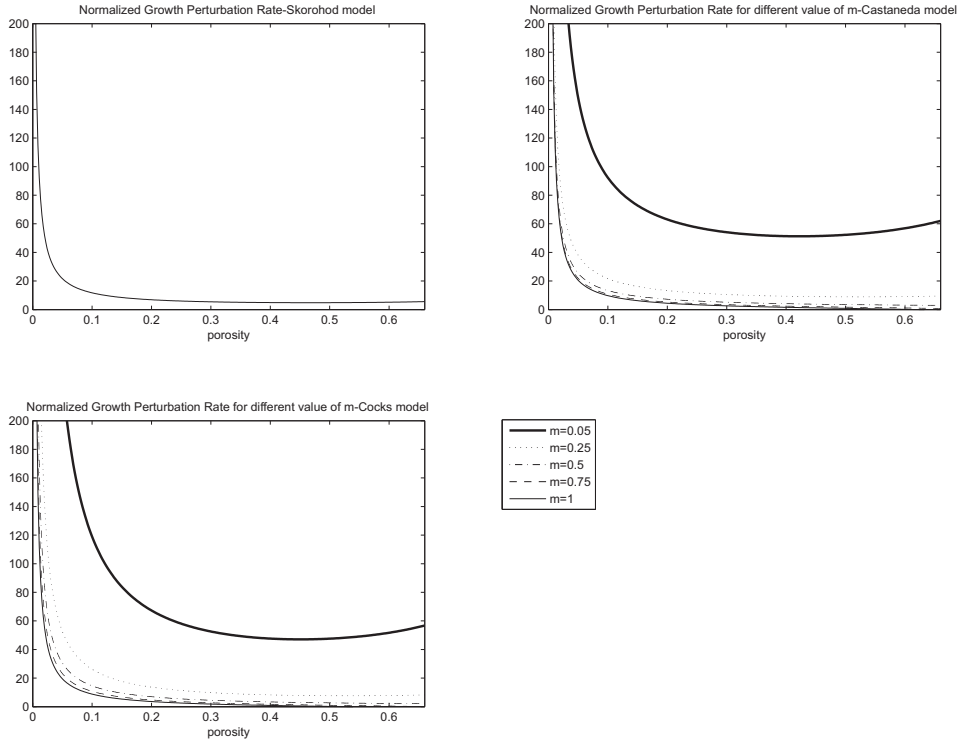 Normalized Growth Perturbation Rate-Skorohod model
200
180
160
140
120
100
80
60
40
20
0
0 0.1 0.2 0.3 0.4 0.5 0.6
porosity
Normalized Growth Perturbation Rate for different value of m-Castaneda model
200
180
160
140
120
100
80
60
40
20
0
0 0.1 0.2 0.3 0.4 0.5 0.6
porosity
Normalized Growth Perturbation Rate for different value of m-Cocks model
200
180
160
140
120
100
80
60
40
20
0
0 0.1 0.2 0.3 0.4 0.5 0.6
porosity
m=0.05
m=0.25
m=0.5
m=0.75
m=1